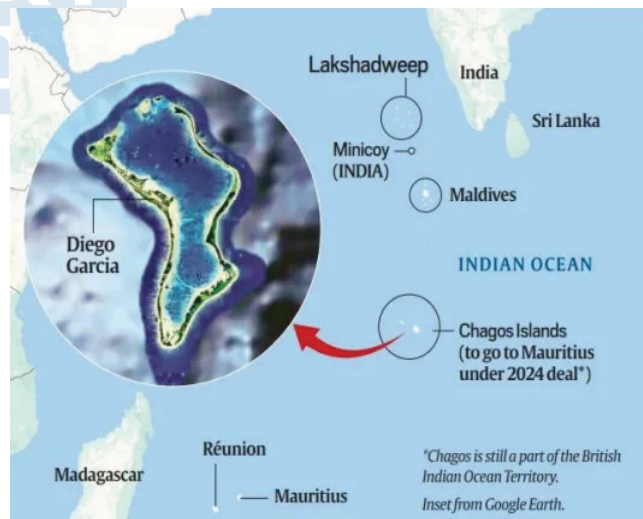 Lakshadweep
India
Sri Lanka
Minicoy
(INDIA)
Maldives
Diego
Garcia
INDIAN OCEAN
Chagos Islands
(to go to Mauritius
under 2024 deal*)
Réunion
Madagascar
Mauritius
*Chagos is still a part of the British
Indian Ocean Territory.
Inset from Google Earth.